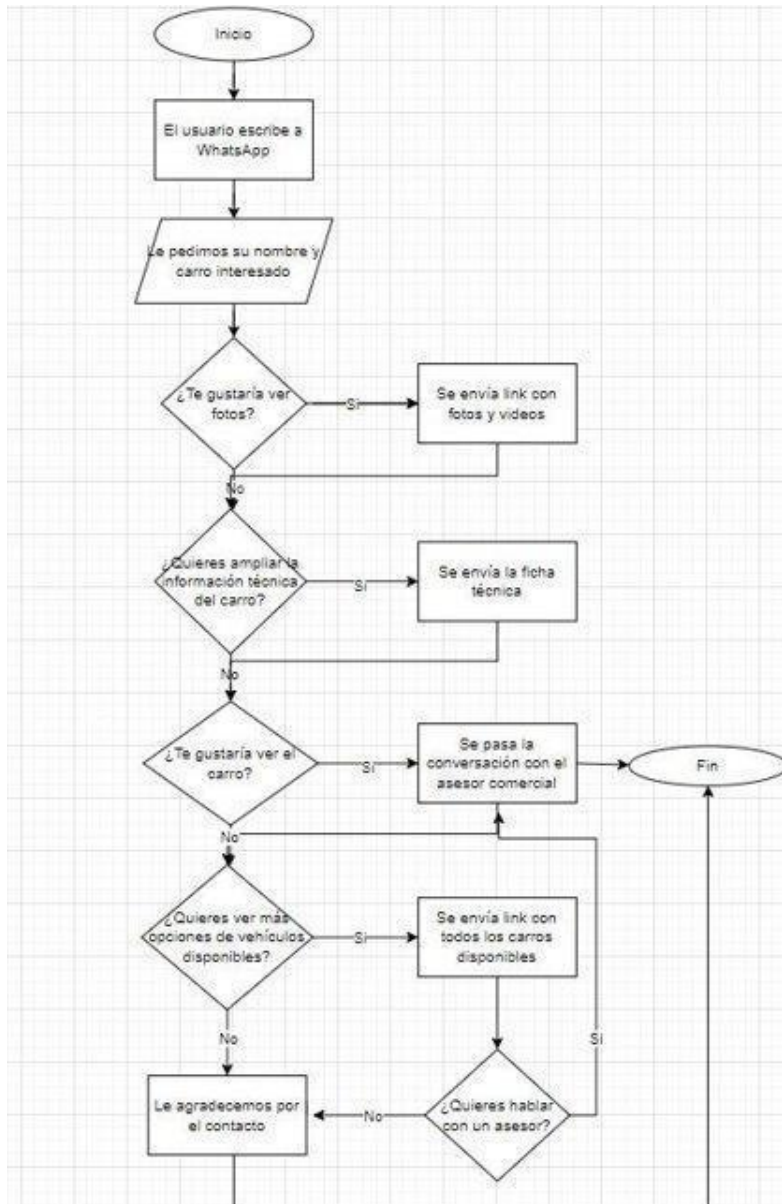 Inicio
El usuario escribe a
WhatsApp
Le pedimos su nombre y
carro interesado
¿Te gustaría ver
fotos?
Si
Se envía link con
fotos y videos
No
¿Quieres ampliar la
información técnica
del carro?
Si
Se envía la ficha
técnica
No
¿Te gustaría ver el
carro?
Si
Se pasa la
conversación con el
asesor comercial
Fin
No
¿Quieres ver más
opciones de vehículos
disponibles?
Si
Se envía link con
todos los carros
disponibles
No
Si
Le agradecemos por
el contacto
No
¿Quieres hablar
con un asesor?